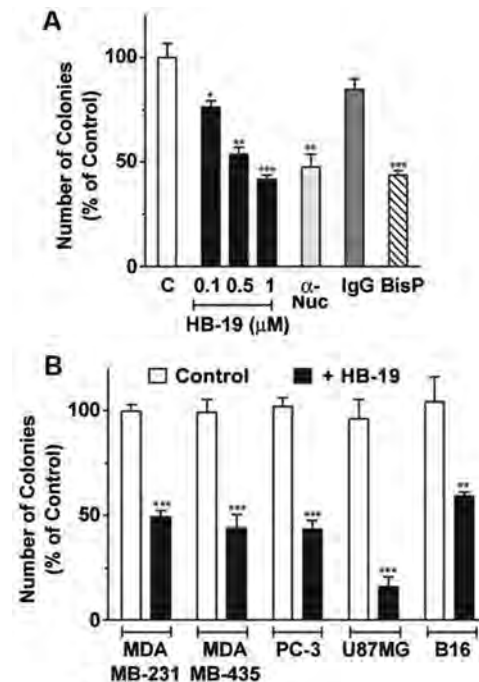 A
Number of Colonies
(% of Control)
100
50
0
*
**
***
**
***
C 0.1 0.5 1 α- IgG BisP
Nuc
HB-19 (μM)
B
Control + HB-19
Number of Colonies
(% of Control)
100
50
0
***
***
***
***
**
MDA MDA PC-3 U87MG B16
MB-231 MB-435